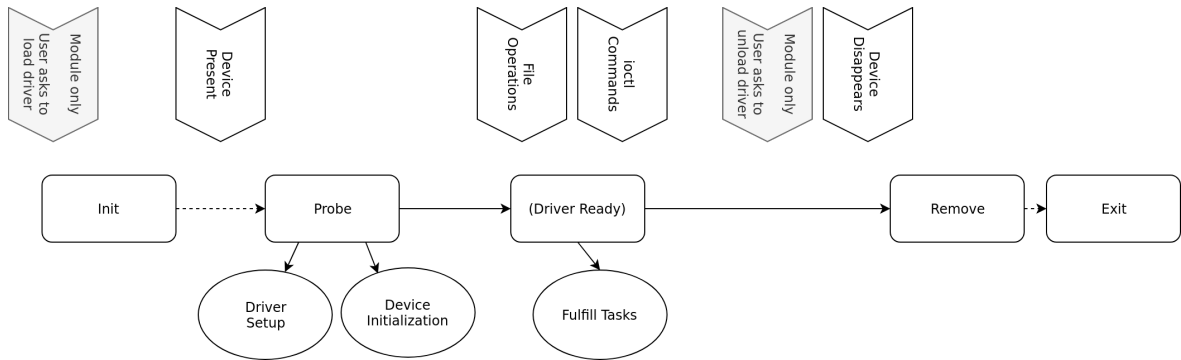 Module only
User asks to
load driver
Device
Present
File
Operations
ioctl
Commands
Module only
User asks to
unload driver
Device
Disappears
Init
Probe
(Driver Ready)
Remove
Exit
Driver
Setup
Device
Initialization
Fulfill Tasks